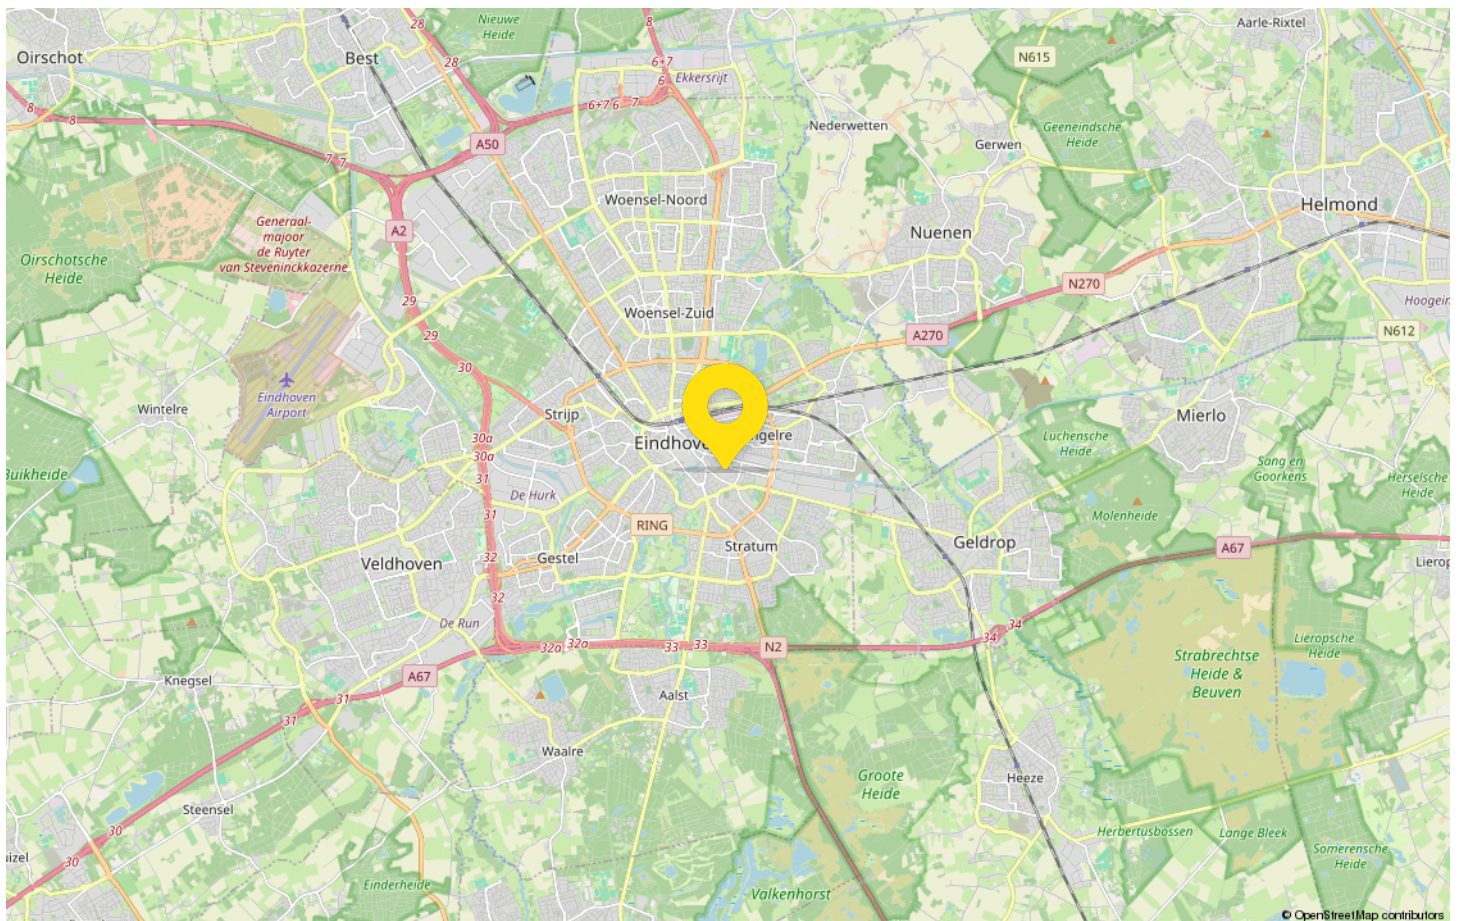 28
Nieuwe
Heide
8
Aarle-Rixtel
Oirschot
Best
28
6+7
Ekkersrijt
6
N615
8
8
6+7 6
7
Nederwetten
Geeneindsche
Heide
A50
Gerwen
7
7
Woensel-Noord
Helmond
A2
Generaal-
majoor
de Ruyter
van Steveninckkazerne
Nuenen
Oirschotsche
Heide
29
N270
Hoogein
Woensel-Zuid
29
A270
N612
30
Eindhoven
Airport
Wintelre
Strijp
Mierlo
30a
30a
Eindhove
ngelre
Luchensche
Heide
Buikheide
31
Sang en
Goorkens
Herselsche
Heide
De Hurk
31
RING
Molenheide
Stratum
Geldrop
A67
32
Gestel
Veldhoven
Lierop
32
De Run
34
34
32a
32a
33
33
N2
Lieropsche
Heide
Strabrechtse
Heide &
Beuven
Knegsel
A67
31
Aalst
31
Waalre
Groote
Heide
Heeze
Steensel
30
Herbertusbossen
Lange Bleek
Somerensche
Heide
uizel
30
Einderheide
Valkenhorst
© OpenStreetMap contributors